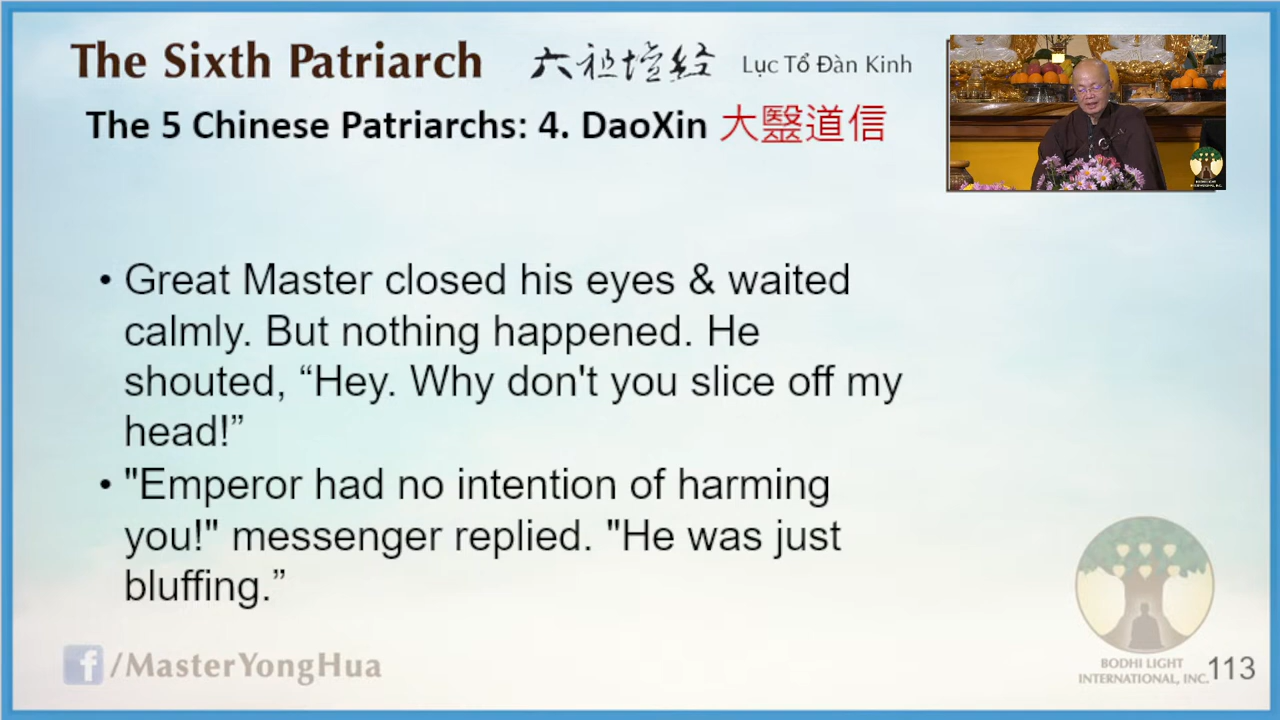 The Sixth Patriarch 六祖壇経 Lục Tổ Đàn Kinh
The 5 Chinese Patriarchs: 4. DaoXin 大毉道信
• Great Master closed his eyes & waited
calmly. But nothing happened. He
shouted, “Hey. Why don't you slice off my
head!”
• "Emperor had no intention of harming
you!" messenger replied. "He was just
bluffing.”
f /MasterYongHua
BODHI LIGHT
INTERNATIONAL, INC.
113